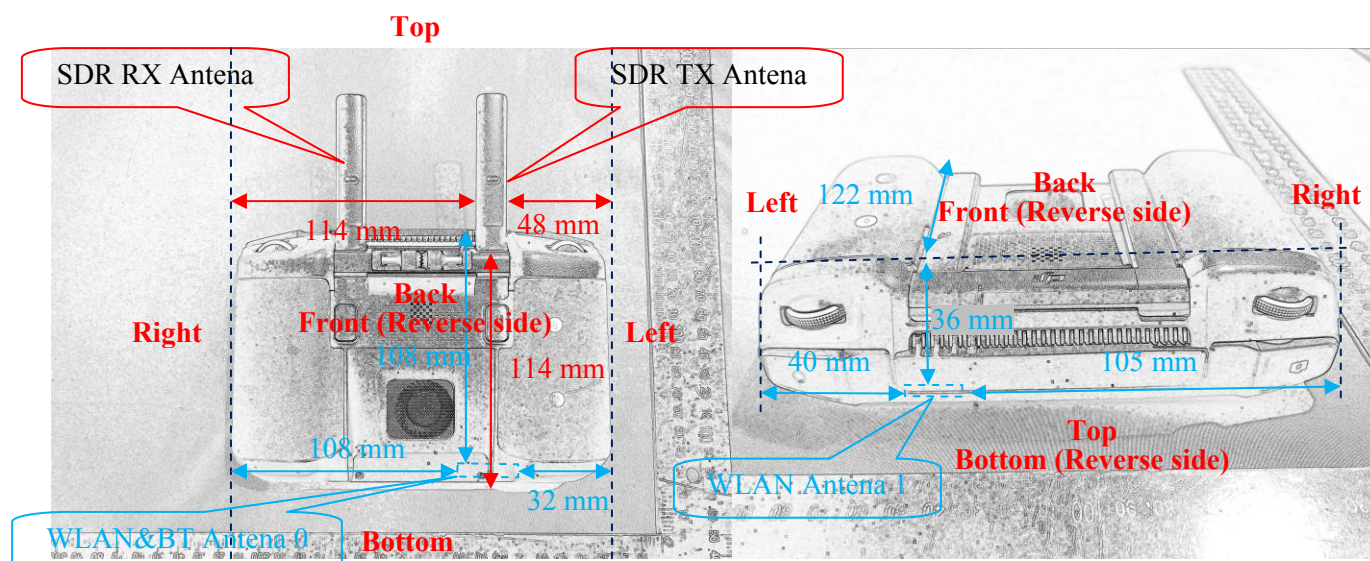 Top
SDR RX Antena
SDR TX Antena
114 mm
48 mm
Back
Front (Reverse side)
Right
Left
108 mm
114 mm
108 mm
32 mm
WLAN&BT Antena 0
Bottom
122 mm
Back
Front (Reverse side)
Left
Right
36 mm
40 mm
105 mm
Top
Bottom (Reverse side)
WLAN Antena 1